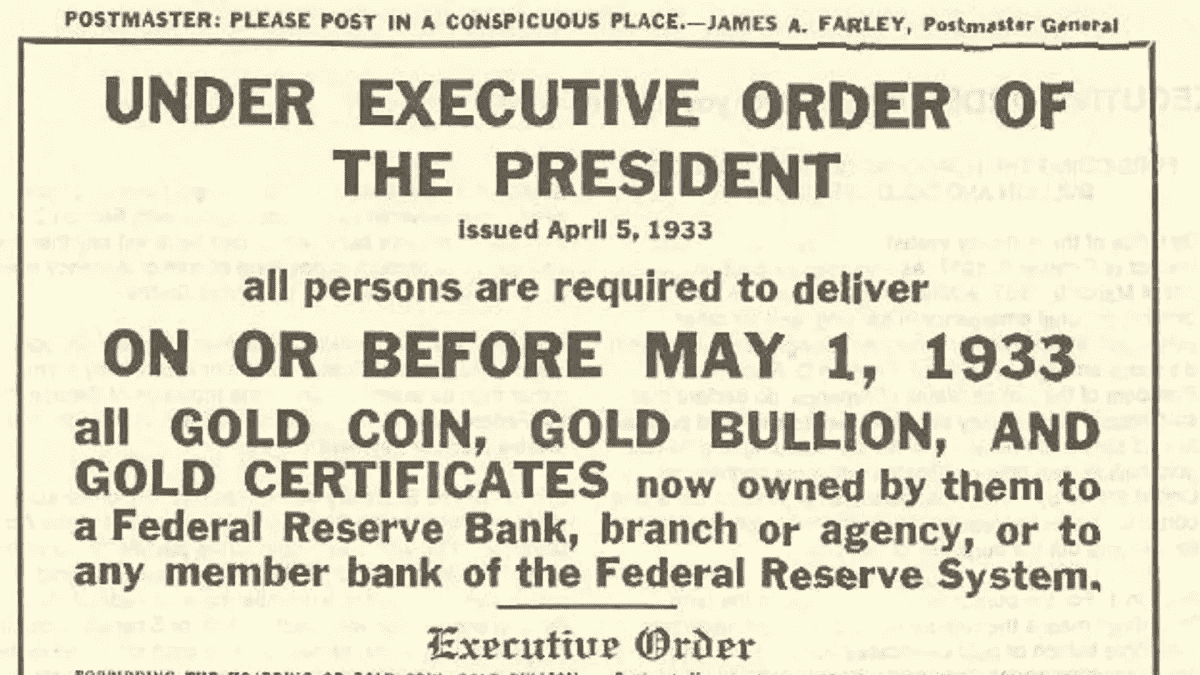 POSTMASTER: PLEASE POST IN A CONSPICUOUS PLACE.—JAMES A. FARLEY, Postmaster General
UNDER EXECUTIVE ORDER OF
THE PRESIDENT
issued April 5, 1933
all persons are required to deliver
ON OR BEFORE MAY 1, 1933
all GOLD COIN, GOLD BULLION, AND
GOLD CERTIFICATES now owned by them to
a Federal Reserve Bank, branch or agency, or to
any member bank of the Federal Reserve System.
Executive Order